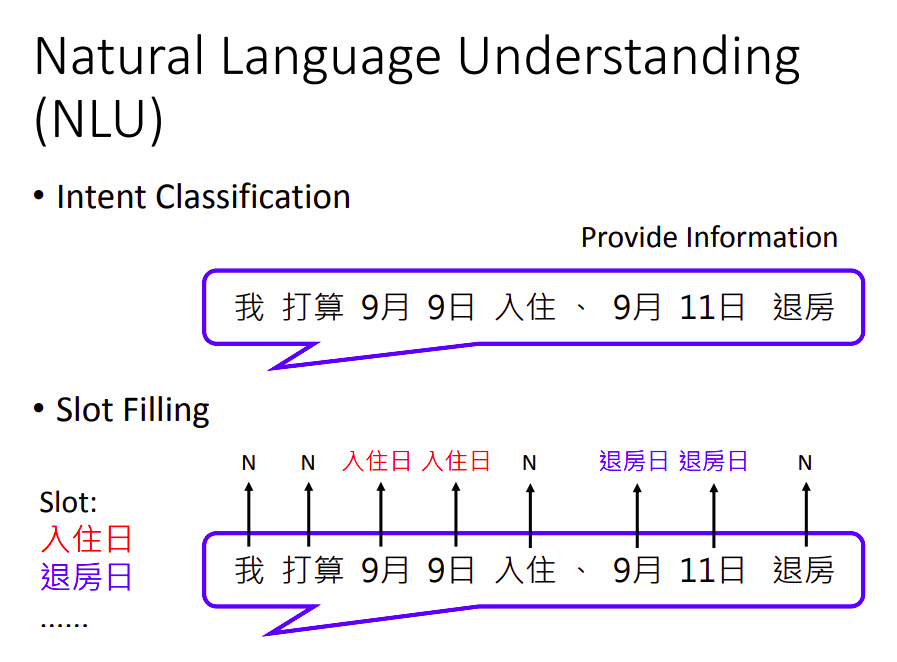 Natural Language Understanding
(NLU)
• Intent Classification
Provide Information
我 打算 9月 9日 入住 、 9月 11日 退房
• Slot Filling
N N 入住日 入住日 N 退房日 退房日 N
Slot:
入住日
退房日
……
我 打算 9月 9日 入住 、 9月 11日 退房